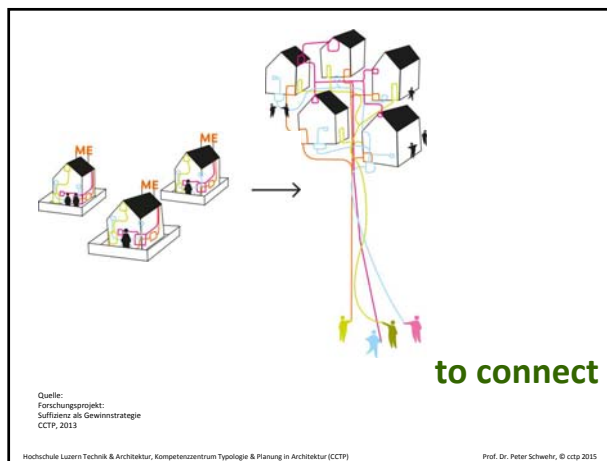 ME
ME
ME
to connect
Quelle:
Forschungsprojekt:
Suffizienz als Gewinnstrategie
CCTP, 2013
Hochschule Luzern Technik & Architektur, Kompetenzzentrum Typologie & Planung in Architektur (CCTP) Prof. Dr. Peter Schwehr, © cctp 2015